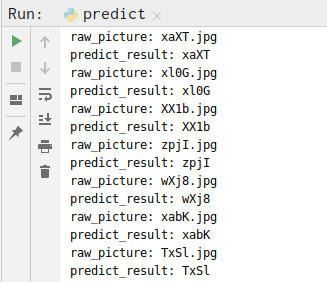 Run: predict
raw_picture: xaXT.jpg
predict_result: xaXT
raw_picture: xl0G.jpg
predict_result: xl0G
raw_picture: XX1b.jpg
predict_result: XX1b
raw_picture: zpjI.jpg
predict_result: zpjI
raw_picture: wXj8.jpg
predict_result: wXj8
raw_picture: xabK.jpg
predict_result: xabK
raw_picture: TxSl.jpg
predict_result: TxSl